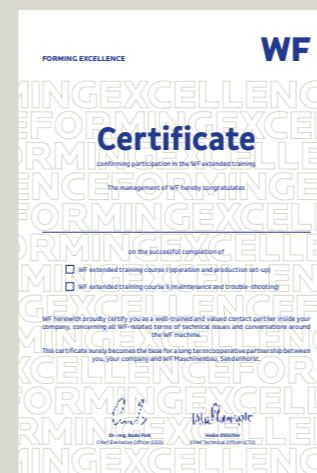 FORMING EXCELLENCE
WF
Certificate
confirming participation in the WF extended training
The management of WF hereby congratulates
on the successful completion of
WF extended training course I (operation and production set-up)
WF extended training course II (maintenance and trouble-shooting)
WF herewith proudly certify you as a well-trained and valued contact partner inside your
company, concerning all WF-related terms of technical issues and conversations around
the WF machine.
This certificate surely becomes the base for a long term cooperative partnership between
you, your company and WF Maschinenbau, Sendenhorst.
Dr.-Ing.
Chief Executive Officer (CEO)
Chief Technical Officer (CTO)